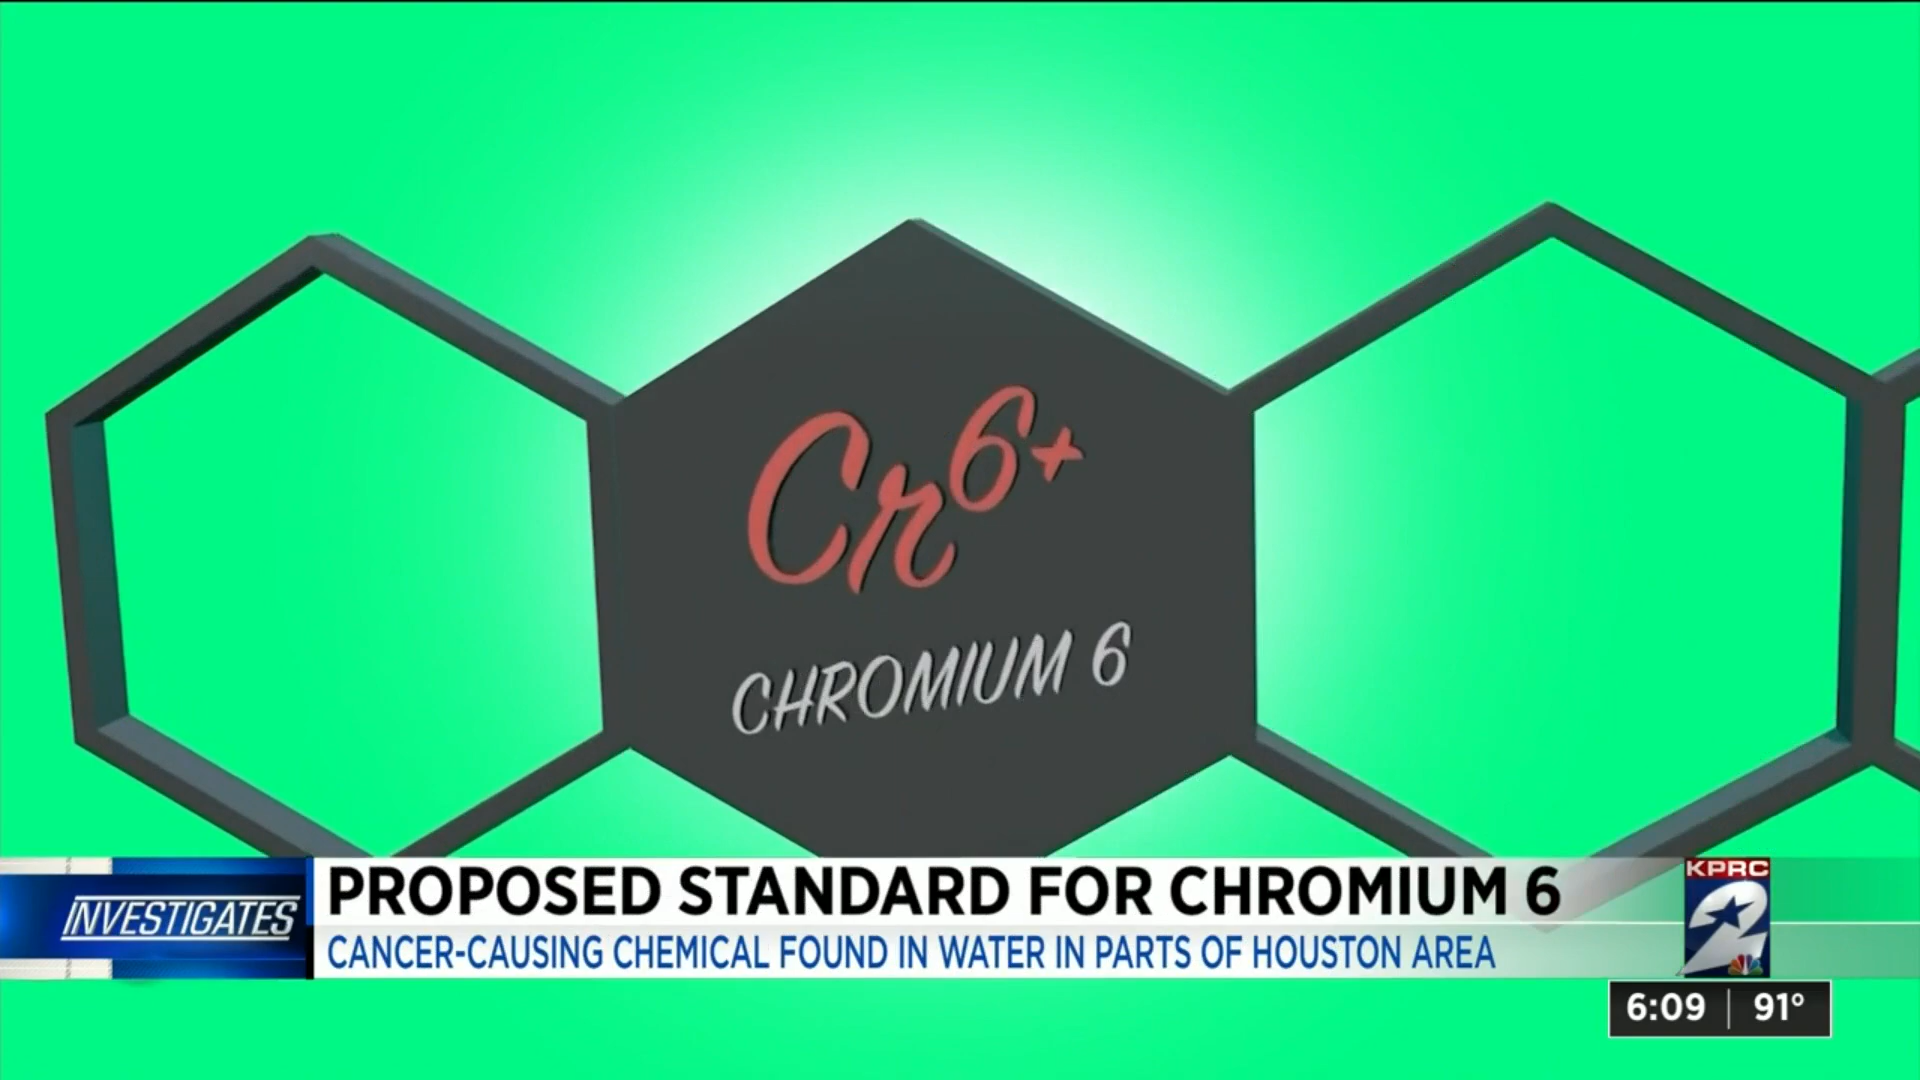 Cr6+
CHROMIUM 6
INVESTIGATES
PROPOSED STANDARD FOR CHROMIUM 6
CANCER-CAUSING CHEMICAL FOUND IN WATER IN PARTS OF HOUSTON AREA
KPRC
2
6:09 | 91°